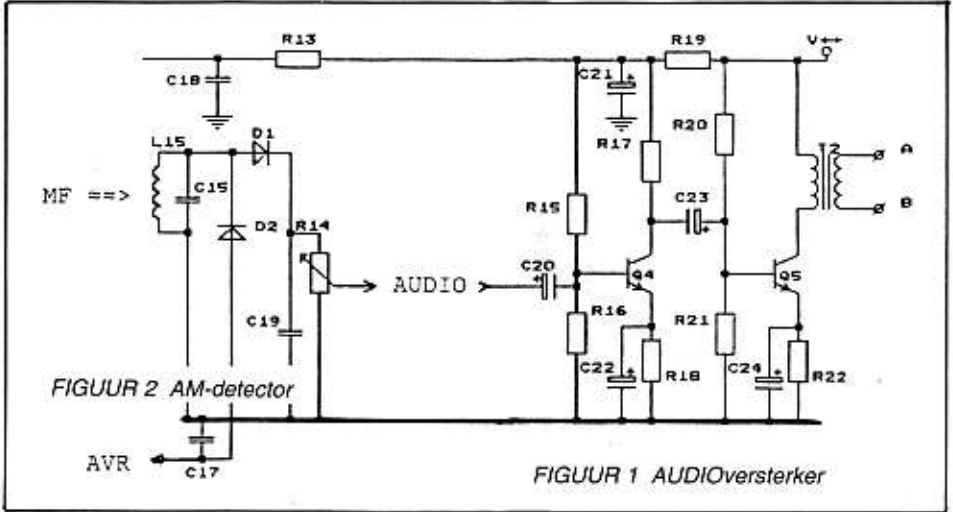 R13
R19
V++
C18
C21
R20
L15
D1
R17
T2
A
MF ==>
C15
C23
B
R15
D2
R14
C20
Q4
Q5
AUDIO
R16
R21
C19
C22
R18
C24
R22
FIGUUR 2 AM-detector
AVR
C17
FIGUUR 1 AUDIOversterker